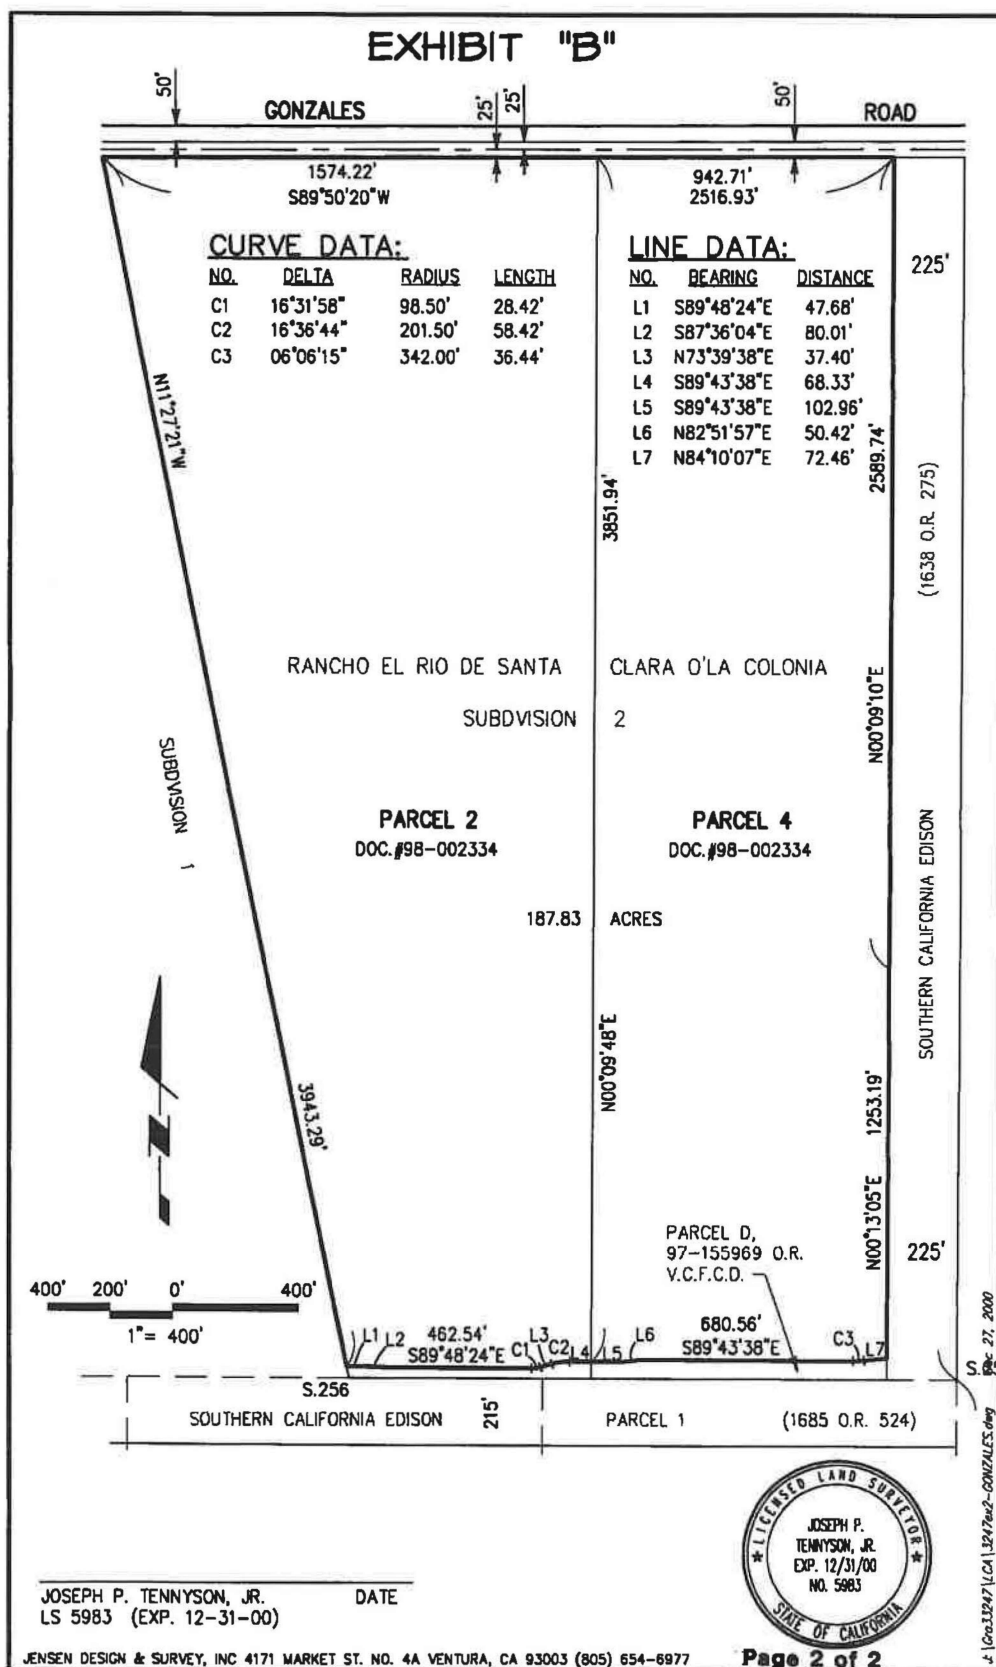 EXHIBIT "B"
50'
GONZALES
25'
25'
50'
ROAD
1574.22'
S89°50'20"W
942.71'
2516.93'
CURVE DATA:
NO. DELTA RADIUS LENGTH
C1 16°31'58" 98.50' 28.42'
C2 16°36'44" 201.50' 58.42'
C3 06°06'15" 342.00' 36.44'
LINE DATA:
NO. BEARING DISTANCE
L1 S89°48'24"E 47.68'
L2 S87°36'04"E 80.01'
L3 N73°39'38"E 37.40'
L4 S89°43'38"E 68.33'
L5 S89°43'38"E 102.96'
L6 N82°51'57"E 50.42'
L7 N84°10'07"E 72.46'
225'
N11°27'21"W
3851.94'
2589.74'
(1638 O.R. 275)
RANCHO EL RIO DE SANTA CLARA O'LA COLONIA
SUBDVISION 2
N00°09'10"E
SUBDVISION 1
PARCEL 2
DOC.#98-002334
PARCEL 4
DOC.#98-002334
187.83 ACRES
SOUTHERN CALIFORNIA EDISON
N00°09'48"E
3943.29'
1253.19'
N00°13'05"E
PARCEL D,
97-155969 O.R.
V.C.F.C.D.
225'
N
400' 200' 0' 400'
1"= 400'
L1
L2
462.54'
S89°48'24"E
C1
L3
C2
L4
L5
L6
680.56'
S89°43'38"E
C3
L7
S.256
SOUTHERN CALIFORNIA EDISON
215'
PARCEL 1
(1685 O.R. 524)
LICENSED LAND SURVEYOR
JOSEPH P.
TENNYSON, JR.
EXP. 12/31/00
NO. 5983
STATE OF CALIFORNIA
JOSEPH P. TENNYSON, JR. DATE
LS 5983 (EXP. 12-31-00)
JENSEN DESIGN & SURVEY, INC 4171 MARKET ST. NO. 4A VENTURA, CA 93003 (805) 654-6977
Page 2 of 2
27, 2000